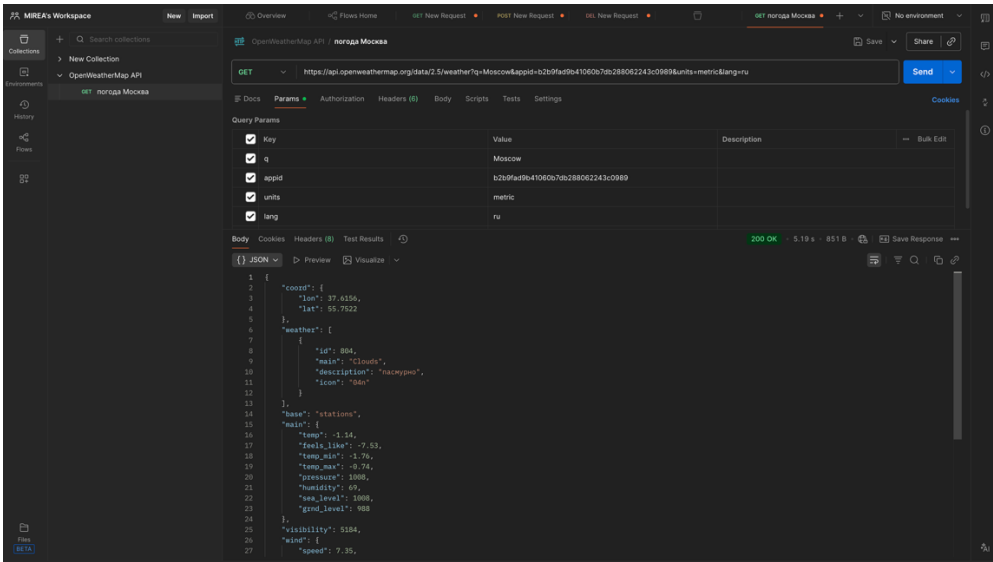 MIREA's Workspace New Import Overview Flows Home GET New Request POST New Request DEL New Request GET погода Москва No environment
Collections
Environments
History
Flows
Search collections
New Collection
OpenWeatherMap API
GET погода Москва
OpenWeatherMap API / погода Москва Save Share
GET https://api.openweathermap.org/data/2.5/weather?q=Moscow&appid=b2b9fad9b41060b7db288062243c0989&units=metric&lang=ru Send
Docs Params Authorization Headers (6) Body Scripts Tests Settings Cookies
Query Params
Key Value Description Bulk Edit
q Moscow
appid b2b9fad9b41060b7db288062243c0989
units metric
lang ru
Body Cookies Headers (8) Test Results 200 OK · 5.19 s · 851 B · Save Response
{} JSON Preview Visualize
1 {
2 "coord": {
3 "lon": 37.6156,
4 "lat": 55.7522
5 },
6 "weather": [
7 {
8 "id": 804,
9 "main": "Clouds",
10 "description": "пасмурно",
11 "icon": "04n"
12 }
13 ],
14 "base": "stations",
15 "main": {
16 "temp": -1.14,
17 "feels_like": -7.53,
18 "temp_min": -1.76,
19 "temp_max": -0.74,
20 "pressure": 1008,
21 "humidity": 69,
22 "sea_level": 1008,
23 "grnd_level": 988
24 },
25 "visibility": 5184,
26 "wind": {
27 "speed": 7.35,
Files
BETA